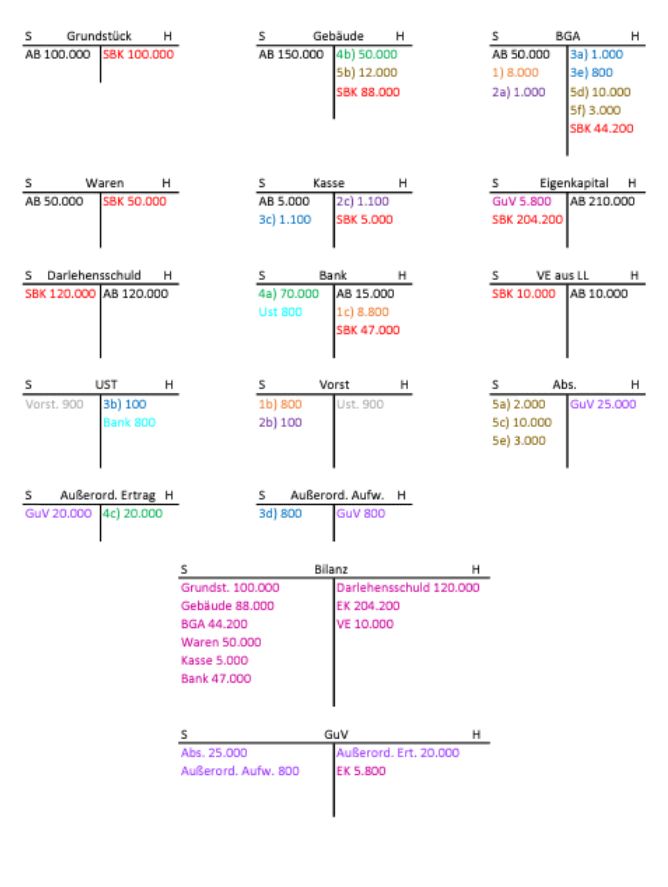 S Grundstück H
AB 100.000 SBK 100.000
S Gebäude H
AB 150.000 4b) 50.000
5b) 12.000
SBK 88.000
S BGA H
AB 50.000 3a) 1.000
1) 8.000 3e) 800
2a) 1.000 5d) 10.000
5f) 3.000
SBK 44.200
S Waren H
AB 50.000 SBK 50.000
S Kasse H
AB 5.000 2c) 1.100
3c) 1.100 SBK 5.000
S Eigenkapital H
GuV 5.800 AB 210.000
SBK 204.200
S Darlehensschuld H
SBK 120.000 AB 120.000
S Bank H
4a) 70.000 AB 15.000
Ust 800 1c) 8.800
SBK 47.000
S VE aus LL H
SBK 10.000 AB 10.000
S UST H
Vorst. 900 3b) 100
Bank 800
S Vorst H
1b) 800 Ust. 900
2b) 100
S Abs. H
5a) 2.000 GuV 25.000
5c) 10.000
5e) 3.000
S Außerord. Ertrag H
GuV 20.000 4c) 20.000
S Außerord. Aufw. H
3d) 800 GuV 800
S Bilanz H
Grundst. 100.000 Darlehensschuld 120.000
Gebäude 88.000 EK 204.200
BGA 44.200 VE 10.000
Waren 50.000
Kasse 5.000
Bank 47.000
S GuV H
Abs. 25.000 Außerord. Ert. 20.000
Außerord. Aufw. 800 EK 5.800